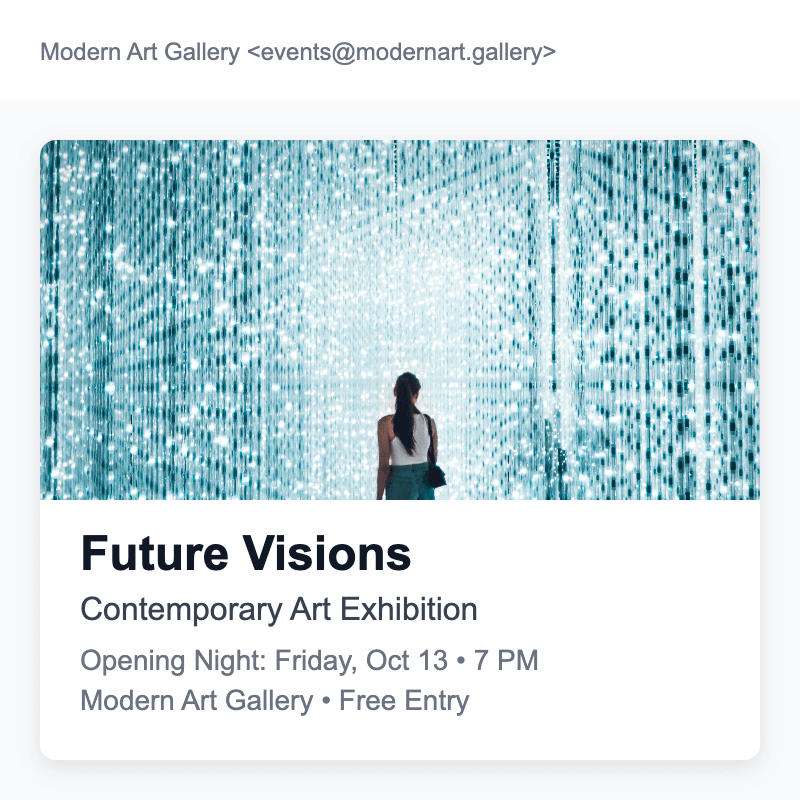 Modern Art Gallery <events@modernart.gallery>
Future Visions
Contemporary Art Exhibition
Opening Night: Friday, Oct 13 • 7 PM
Modern Art Gallery • Free Entry